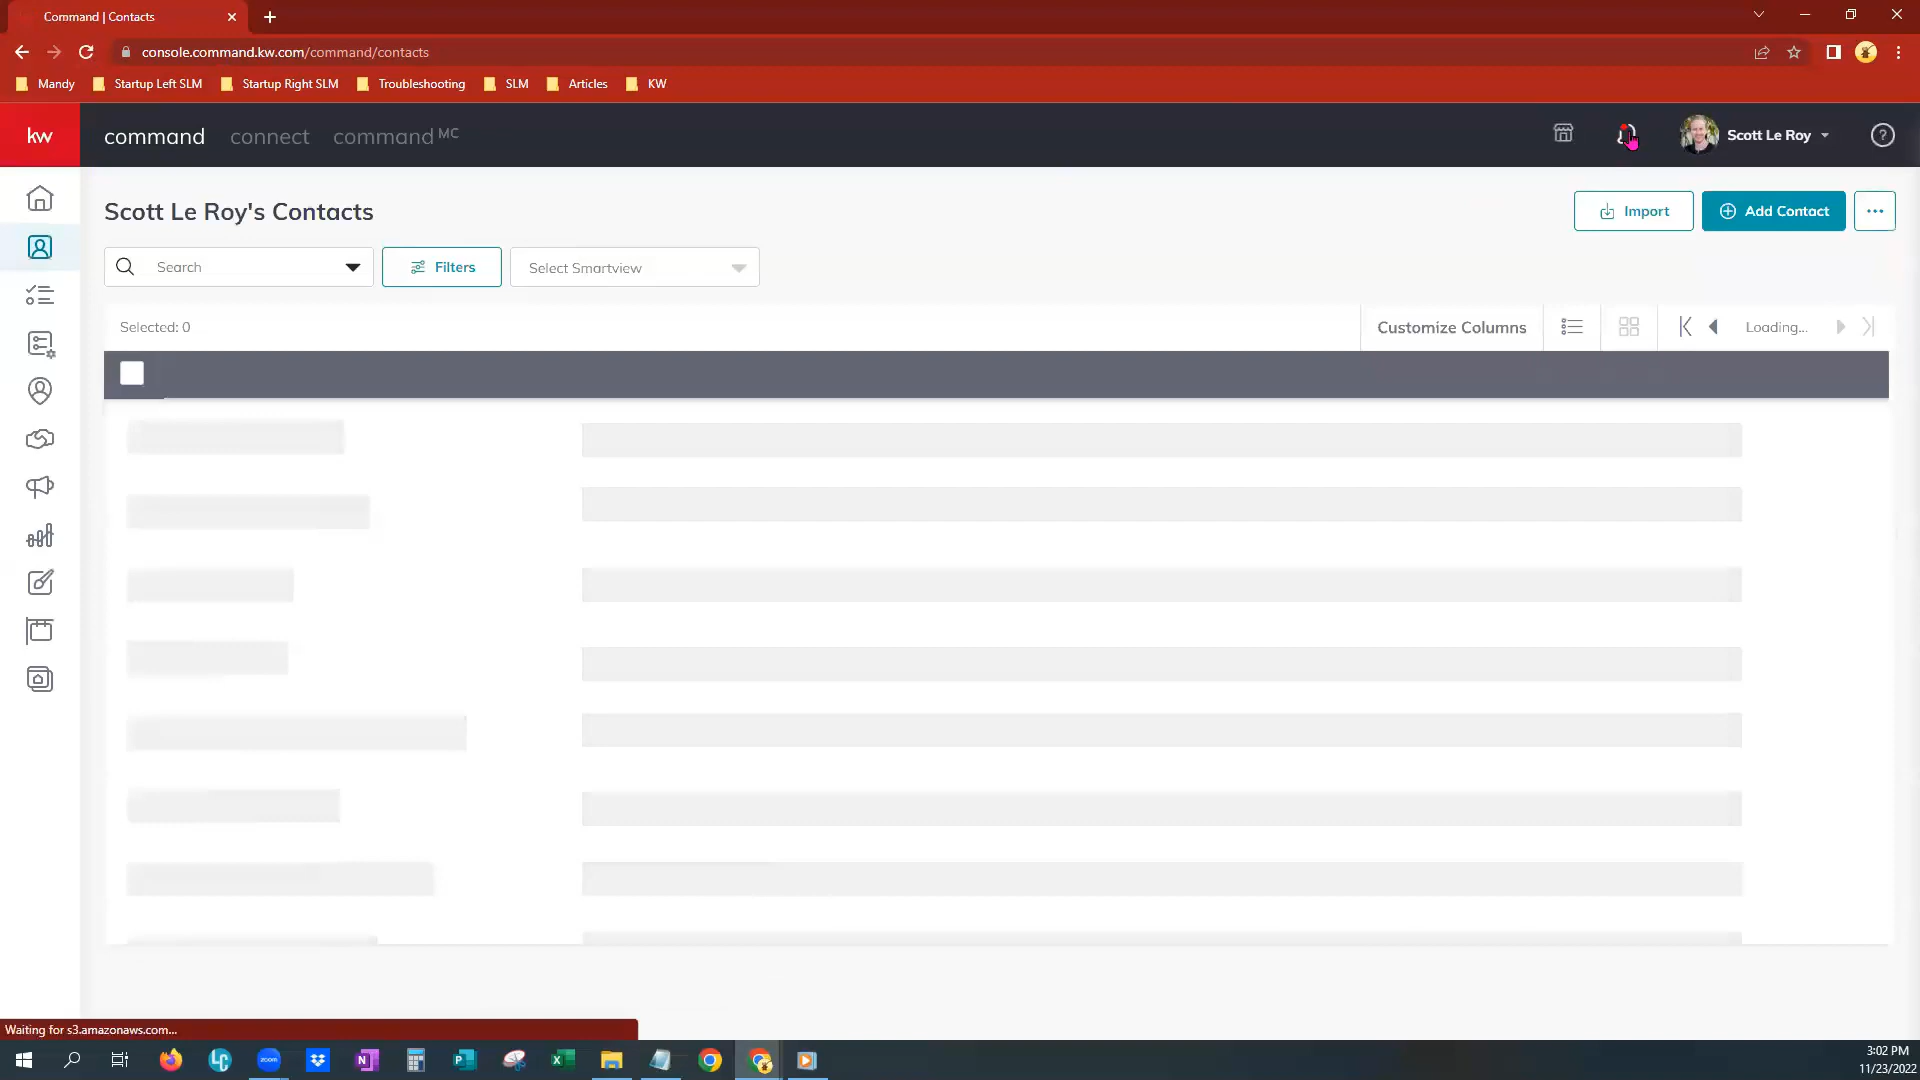 Command | Contacts
console.command.kw.com/command/contacts
Mandy Startup Left SLM Startup Right SLM Troubleshooting SLM Articles KW
kw command connect command MC Scott Le Roy
Scott Le Roy's Contacts Import Add Contact
Search Filters Select Smartview
Selected: 0 Customize Columns Loading...
Waiting for s3.amazonaws.com...
LC zoom N P X
3:02 PM
11/23/2022